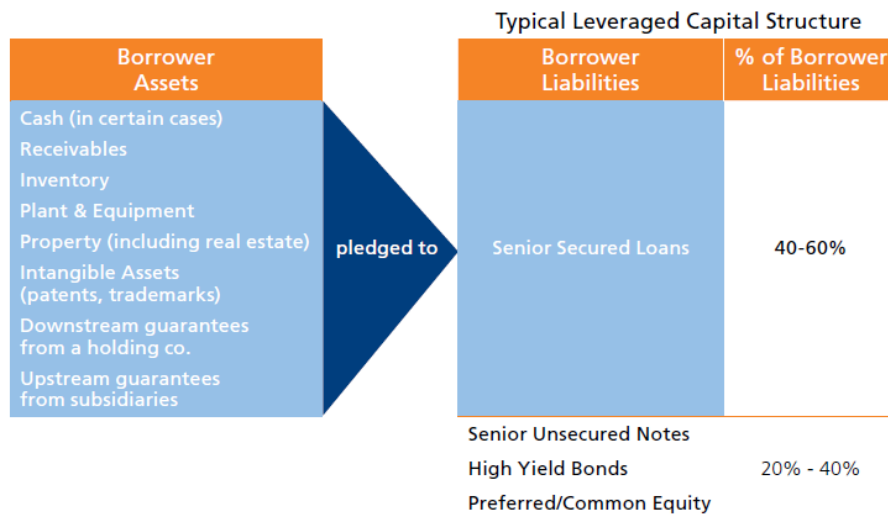 Typical Leveraged Capital Structure
Borrower
Assets
Cash (in certain cases)
Receivables
Inventory
Plant & Equipment
Property (including real estate)
Intangible Assets
(patents, trademarks)
Downstream guarantees
from a holding co.
Upstream guarantees
from subsidiaries
pledged to
Borrower
Liabilities
% of Borrower
Liabilities
Senior Secured Loans
40-60%
Senior Unsecured Notes
High Yield Bonds
20% - 40%
Preferred/Common Equity